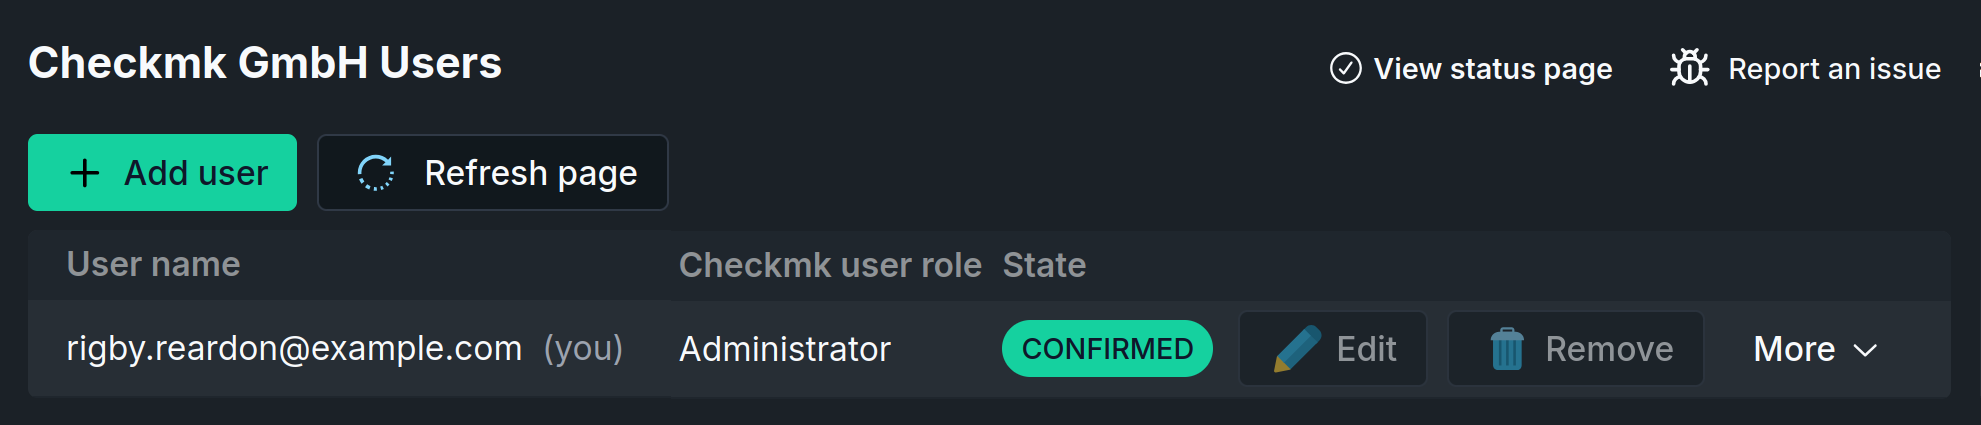 Checkmk GmbH Users
View status page
Report an issue
Add user
Refresh page
User name Checkmk user role State
rigby.reardon@example.com (you) Administrator CONFIRMED Edit Remove More